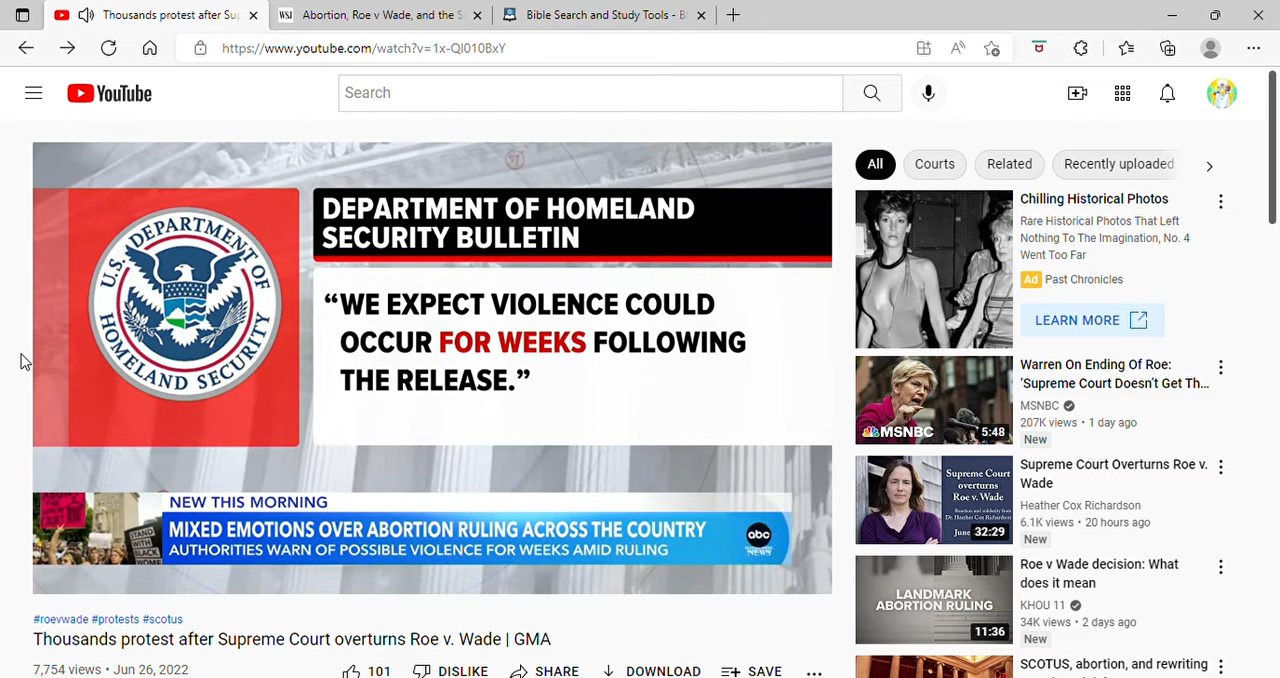 Thousands protest after Sup
Abortion, Roe v Wade, and the S
Bible Search and Study Tools - B
https://www.youtube.com/watch?v=1x-QI010BxY
YouTube
Search
DEPARTMENT OF HOMELAND
SECURITY BULLETIN
U.S. DEPARTMENT OF
HOMELAND SECURITY
“WE EXPECT VIOLENCE COULD
OCCUR FOR WEEKS FOLLOWING
THE RELEASE.”
NEW THIS MORNING
MIXED EMOTIONS OVER ABORTION RULING ACROSS THE COUNTRY
AUTHORITIES WARN OF POSSIBLE VIOLENCE FOR WEEKS AMID RULING
abc
NEWS
STAND
WITH
BLACK
WOME
#roevwade #protests #scotus
Thousands protest after Supreme Court overturns Roe v. Wade | GMA
7,754 views • Jun 26, 2022
101 DISLIKE SHARE DOWNLOAD SAVE
All Courts Related Recently uploaded
Chilling Historical Photos
Rare Historical Photos That Left
Nothing To The Imagination, No. 4
Went Too Far
Ad Past Chronicles
LEARN MORE
MSNBC
5:48
Warren On Ending Of Roe:
‘Supreme Court Doesn’t Get Th...
MSNBC
207K views • 1 day ago
New
Supreme Court
overturns
Roe v. Wade
32:29
Supreme Court Overturns Roe v.
Wade
Heather Cox Richardson
6.1K views • 20 hours ago
New
LANDMARK
ABORTION RULING
11:36
Roe v Wade decision: What
does it mean
KHOU 11
34K views • 2 days ago
New
SCOTUS, abortion, and rewriting